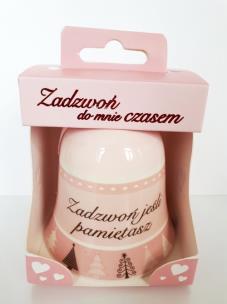 Zadzwoń
do mnie czasem
Zadzwoń jeśli
pamiętasz